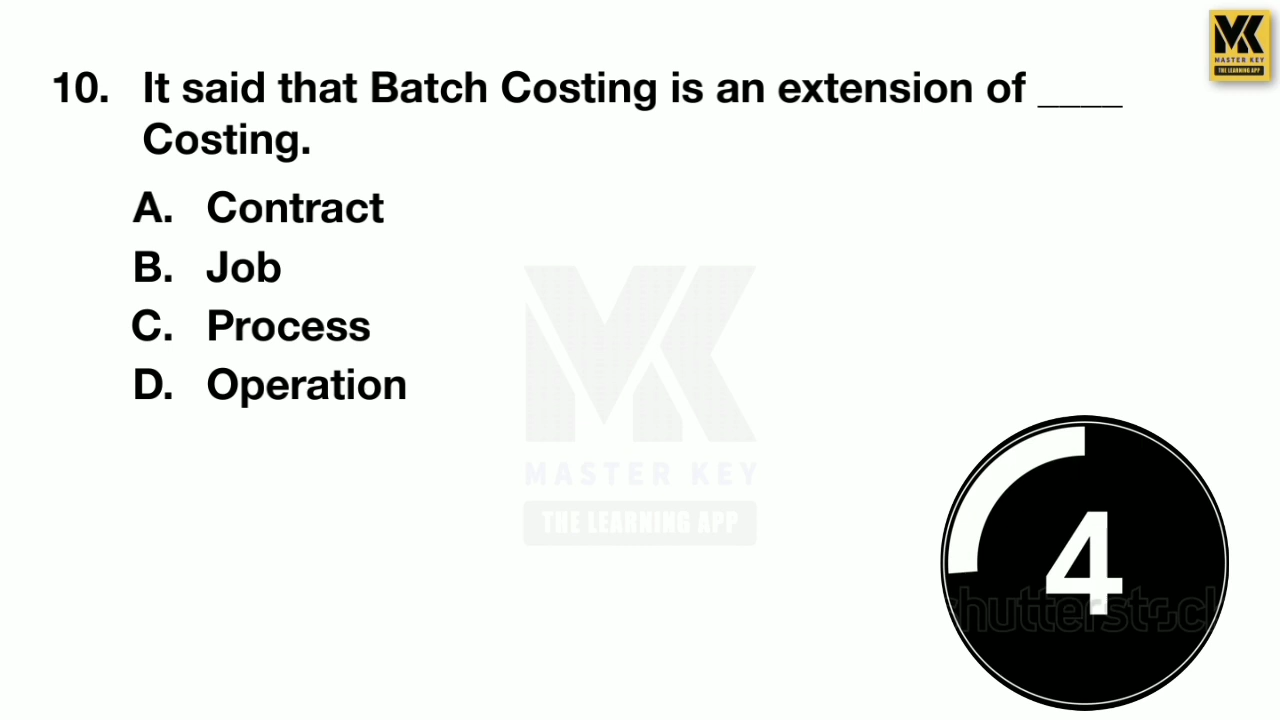 MASTER KEY
THE LEARNING APP
10. It said that Batch Costing is an extension of ____
Costing.
A. Contract
B. Job
C. Process
D. Operation
MASTER KEY
THE LEARNING APP
4
shutterstock